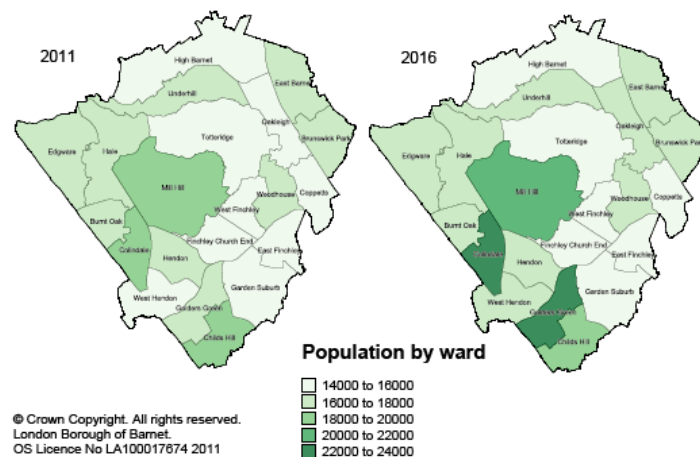 2011
High Barnet
East Barnet
Underhill
Oakleigh
Brunswick Park
Totteridge
Edgware
Hale
Mill Hill
Coppetts
Woodhouse
West Finchley
Burnt Oak
Finchley Church End
Colindale
East Finchley
Hendon
Garden Suburb
West Hendon
Golders Green
Childs Hill
2016
High Barnet
East Barnet
Underhill
Oakleigh
Brunswick Park
Totteridge
Edgware
Hale
Mill Hill
Coppetts
Woodhouse
West Finchley
Burnt Oak
Finchley Church End
Colindale
East Finchley
Hendon
Garden Suburb
West Hendon
Golders Green
Childs Hill
Population by ward
14000 to 16000
16000 to 18000
18000 to 20000
20000 to 22000
22000 to 24000
© Crown Copyright. All rights reserved.
London Borough of Barnet.
OS Licence No LA100017674 2011